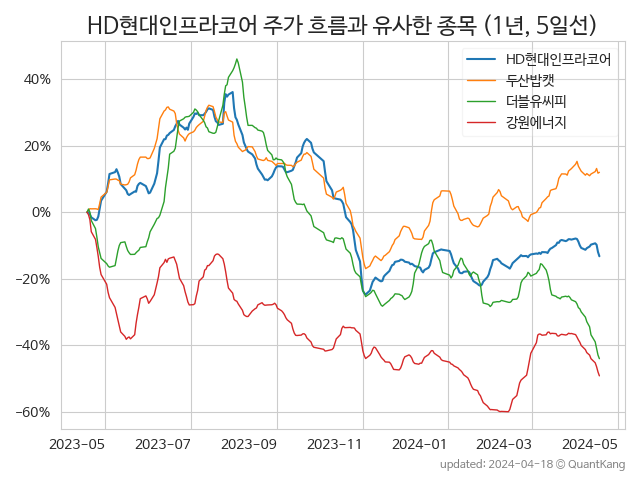 HD현대인프라코어 주가 흐름과 유사한 종목 (1년, 5일선)
HD현대인프라코어
두산밥캣
더블유씨피
강원에너지
40%
20%
0%
−20%
−40%
−60%
2023-05 2023-07 2023-09 2023-11 2024-01 2024-03 2024-05
updated: 2024-04-18 © QuantKang